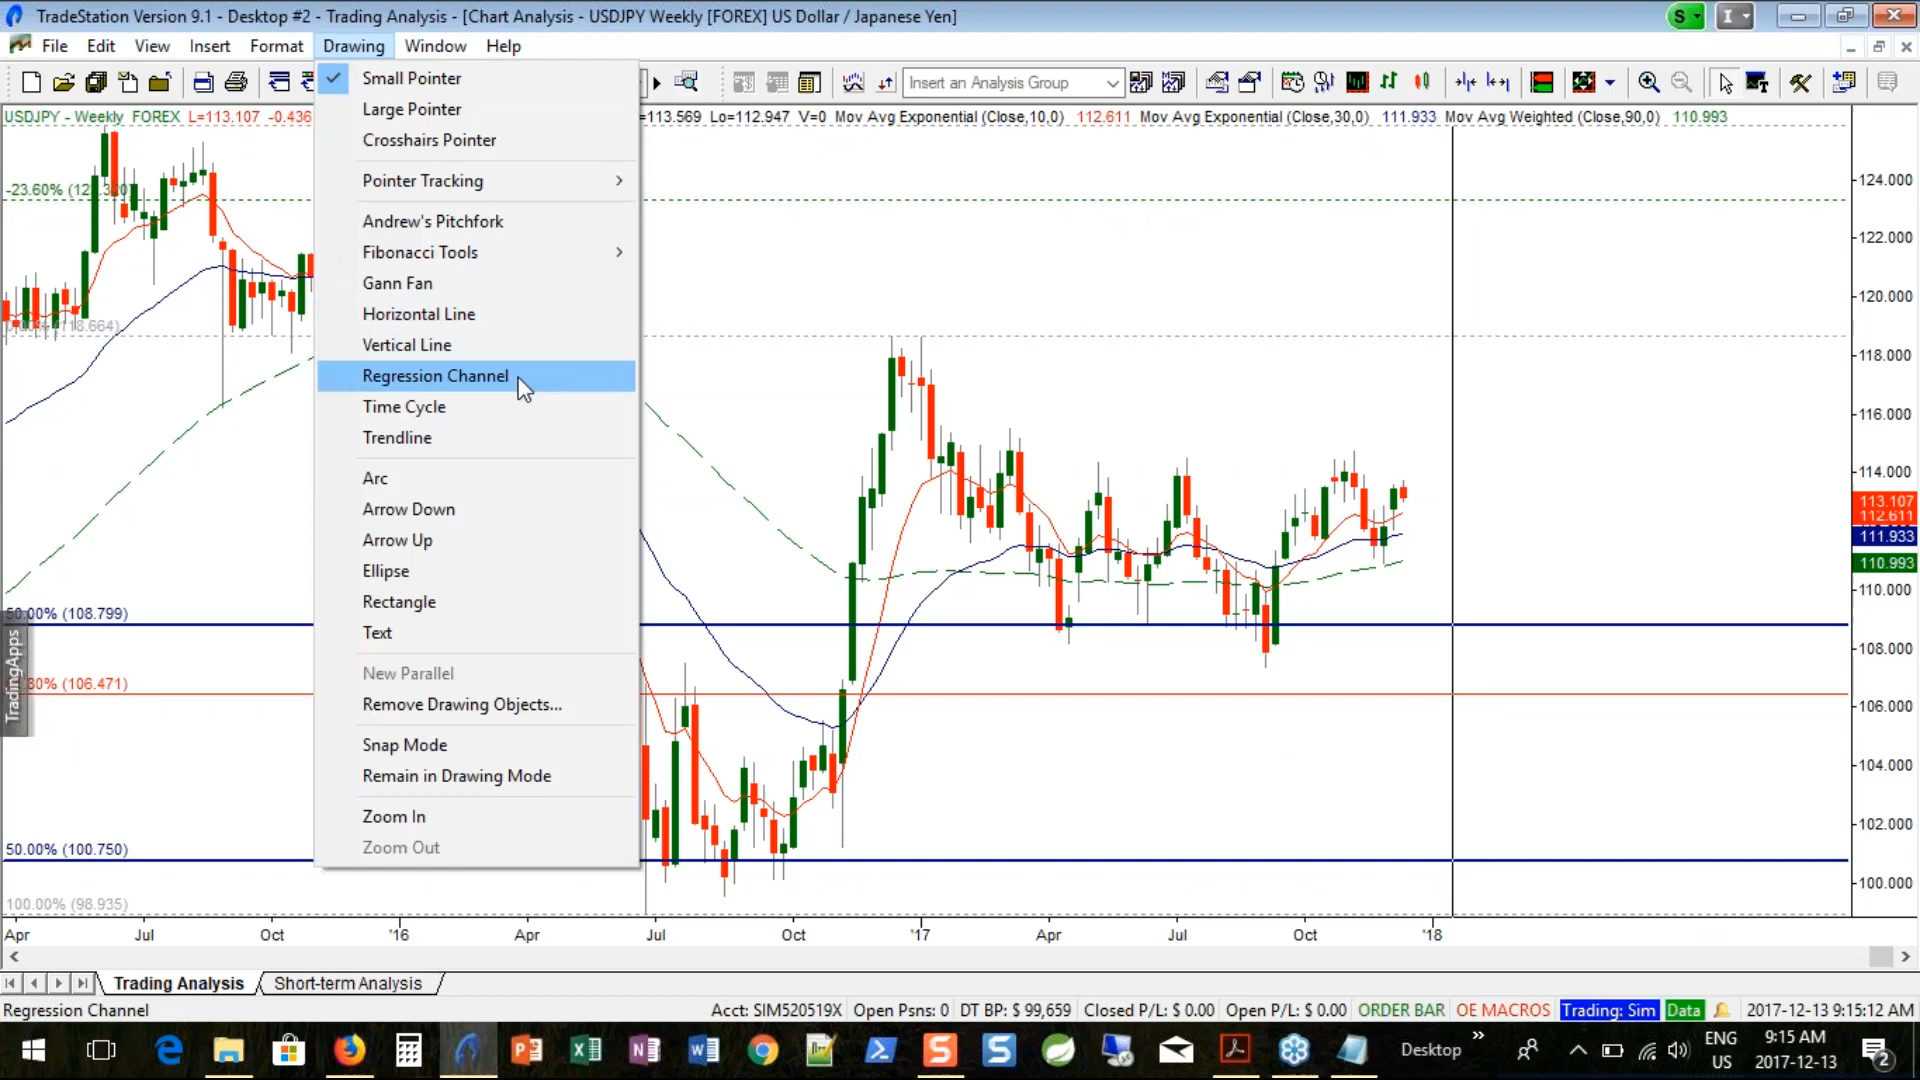 TradeStation Version 9.1 - Desktop #2 - Trading Analysis - [Chart Analysis - USDJPY Weekly [FOREX] US Dollar / Japanese Yen]
S
I
File Edit View Insert Format Drawing Window Help
Insert an Analysis Group
USDJPY - Weekly FOREX L=113.107 -0.436
=113.569 Lo=112.947 V=0 Mov Avg Exponential (Close,10,0) 112.611 Mov Avg Exponential (Close,30,0) 111.933 Mov Avg Weighted (Close,90,0) 110.993
Small Pointer
Large Pointer
Crosshairs Pointer
Pointer Tracking
Andrew's Pitchfork
Fibonacci Tools
Gann Fan
Horizontal Line
Vertical Line
Regression Channel
Time Cycle
Trendline
Arc
Arrow Down
Arrow Up
Ellipse
Rectangle
Text
New Parallel
Remove Drawing Objects...
Snap Mode
Remain in Drawing Mode
Zoom In
Zoom Out
-23.60%
50.00% (108.799)
.80% (106.471)
50.00% (100.750)
100.00% (98.935)
TradingApps
124.000
122.000
120.000
118.000
116.000
114.000
113.107
112.611
111.933
110.993
110.000
108.000
106.000
104.000
102.000
100.000
Apr Jul Oct '16 Apr Jul Oct '17 Apr Jul Oct '18
Trading Analysis Short-term Analysis
Regression Channel
Acct: SIM520519X Open Psns: 0 DT BP: $ 99,659 Closed P/L: $ 0.00 Open P/L: $ 0.00 ORDER BAR OE MACROS Trading: Sim Data 2017-12-13 9:15:12 AM
Desktop
ENG
US
9:15 AM
2017-12-13
2